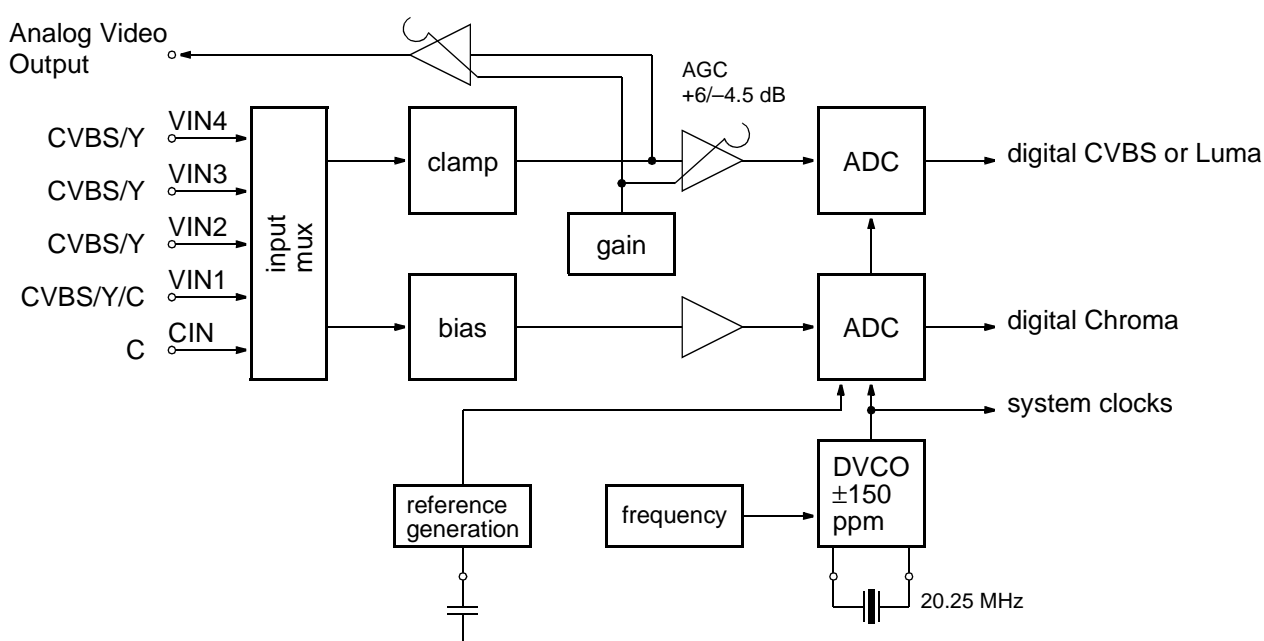 Analog Video
Output
AGC
+6/–4.5 dB
CVBS/Y
VIN4
CVBS/Y
VIN3
CVBS/Y
VIN2
CVBS/Y/C
VIN1
C
CIN
input
mux
clamp
gain
ADC
digital CVBS or Luma
bias
ADC
digital Chroma
system clocks
reference
generation
frequency
DVCO
±150
ppm
20.25 MHz